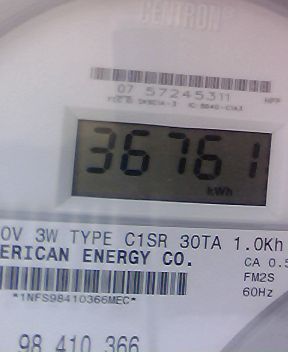 CENTRON
07 57245311
36761
kWh
0V 3W TYPE C1SR 30TA 1.0Kh
ERICAN ENERGY CO.
CA 0.5
FM2S
60Hz
*1NFS98410366MEC*
98 410 366